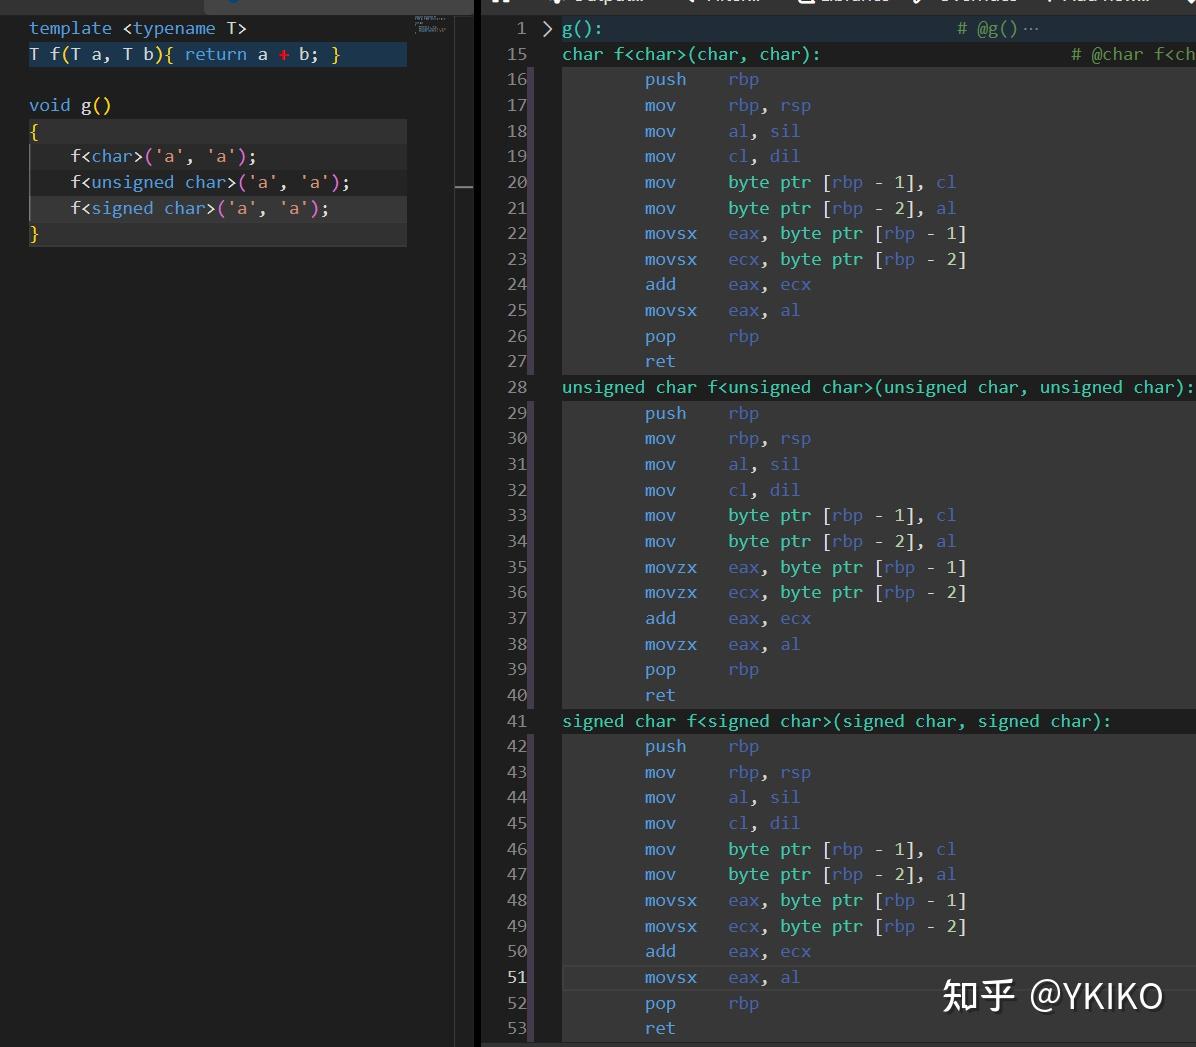 template <typename T>
T f(T a, T b){ return a + b; }
void g()
{
f<char>('a', 'a');
f<unsigned char>('a', 'a');
f<signed char>('a', 'a');
}
1 g(): # @g() ···
15 char f<char>(char, char): # @char f<ch
16 push rbp
17 mov rbp, rsp
18 mov al, sil
19 mov cl, dil
20 mov byte ptr [rbp - 1], cl
21 mov byte ptr [rbp - 2], al
22 movsx eax, byte ptr [rbp - 1]
23 movsx ecx, byte ptr [rbp - 2]
24 add eax, ecx
25 movsx eax, al
26 pop rbp
27 ret
28 unsigned char f<unsigned char>(unsigned char, unsigned char):
29 push rbp
30 mov rbp, rsp
31 mov al, sil
32 mov cl, dil
33 mov byte ptr [rbp - 1], cl
34 mov byte ptr [rbp - 2], al
35 movzx eax, byte ptr [rbp - 1]
36 movzx ecx, byte ptr [rbp - 2]
37 add eax, ecx
38 movzx eax, al
39 pop rbp
40 ret
41 signed char f<signed char>(signed char, signed char):
42 push rbp
43 mov rbp, rsp
44 mov al, sil
45 mov cl, dil
46 mov byte ptr [rbp - 1], cl
47 mov byte ptr [rbp - 2], al
48 movsx eax, byte ptr [rbp - 1]
49 movsx ecx, byte ptr [rbp - 2]
50 add eax, ecx
51 movsx eax, al
52 pop rbp
53 ret
知乎 @YKIKO